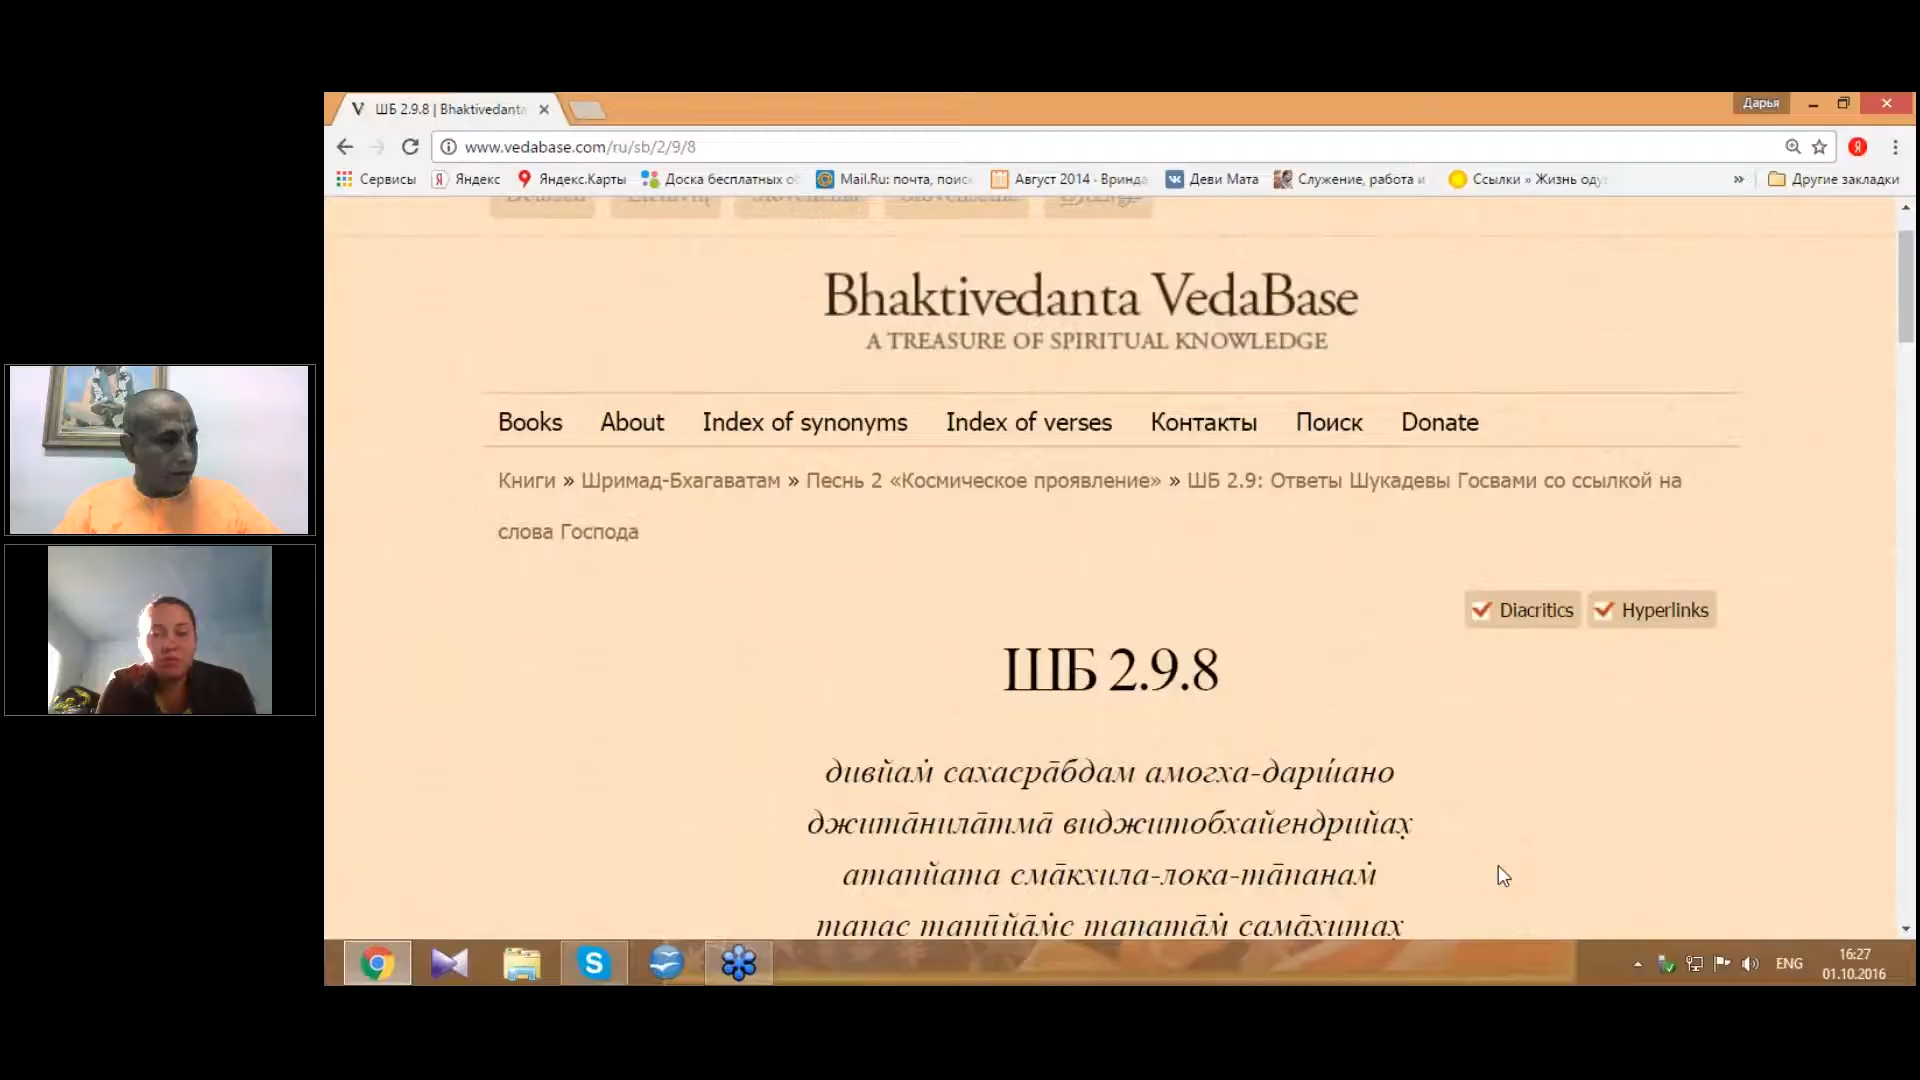 ШБ 2.9.8 | Bhaktivedanta
Дарья
www.vedabase.com/ru/sb/2/9/8
Сервисы
Яндекс
Яндекс.Карты
Доска бесплатных
Mail.Ru: почта, поиск
Август 2014 - Вринда
Деви Мата
Служение, работа и
Ссылки » Жизнь
»
Другие закладки
Bhaktivedanta VedaBase
A TREASURE OF SPIRITUAL KNOWLEDGE
Books About Index of synonyms Index of verses Контакты Поиск Donate
Книги » Шримад-Бхагаватам » Песнь 2 «Космическое проявление» » ШБ 2.9: Ответы Шукадевы Госвами со ссылкой на
слова Господа
Diacritics Hyperlinks
ШБ 2.9.8
дивйам̇ сахасра̄бдам амогха-дарш́ано
джита̄нила̄тма̄ виджитобхайендрийах̣
атапйата сма̄кхила-лока-та̄панам̇
тапас тапӣйа̄м̇с тапата̄м̇ сама̄хитах̣
ENG
16:27
01.10.2016